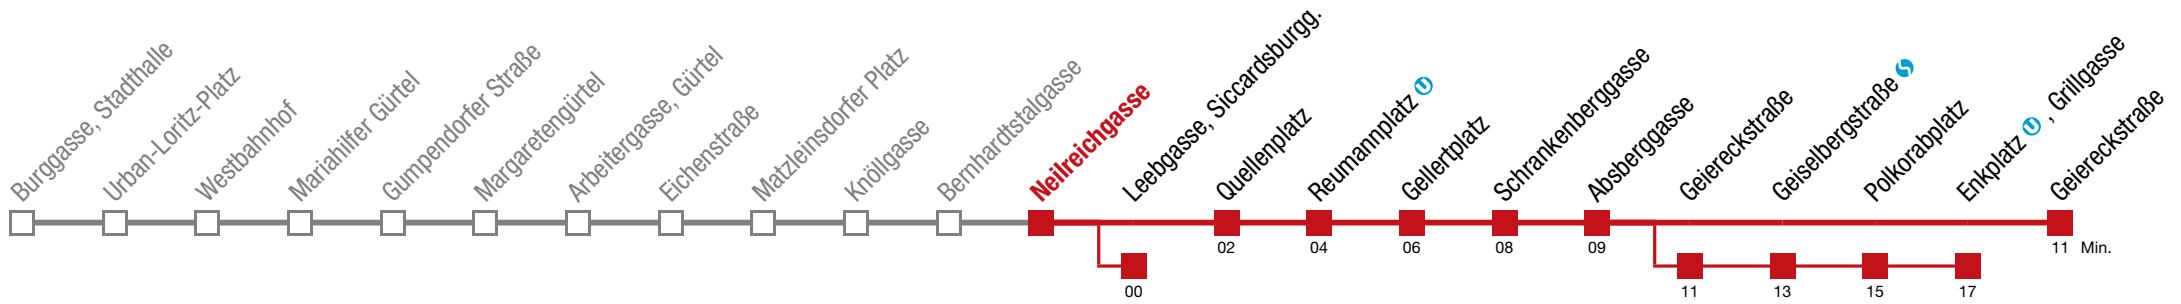 Burggasse, Stadthalle
Urban-Loritz-Platz
Westbahnhof
Mariahilfer Gürtel
Gumpendorfer Straße
Margaretengürtel
Arbeitergasse, Gürtel
Eichenstraße
Matzleinsdorfer Platz
Knöllgasse
Bernhardtstalgasse
Neilreichgasse
Leebgasse, Siccardsburgg.
Quellenplatz
Reumannplatz U
Gellertplatz
Schrankenberggasse
Absberggasse
Geiereckstraße
Geiselbergstraße S
Polkorabplatz
Enkplatz U , Grillgasse
Geiereckstraße
02 04 06 08 09 11 Min.
00 11 13 15 17